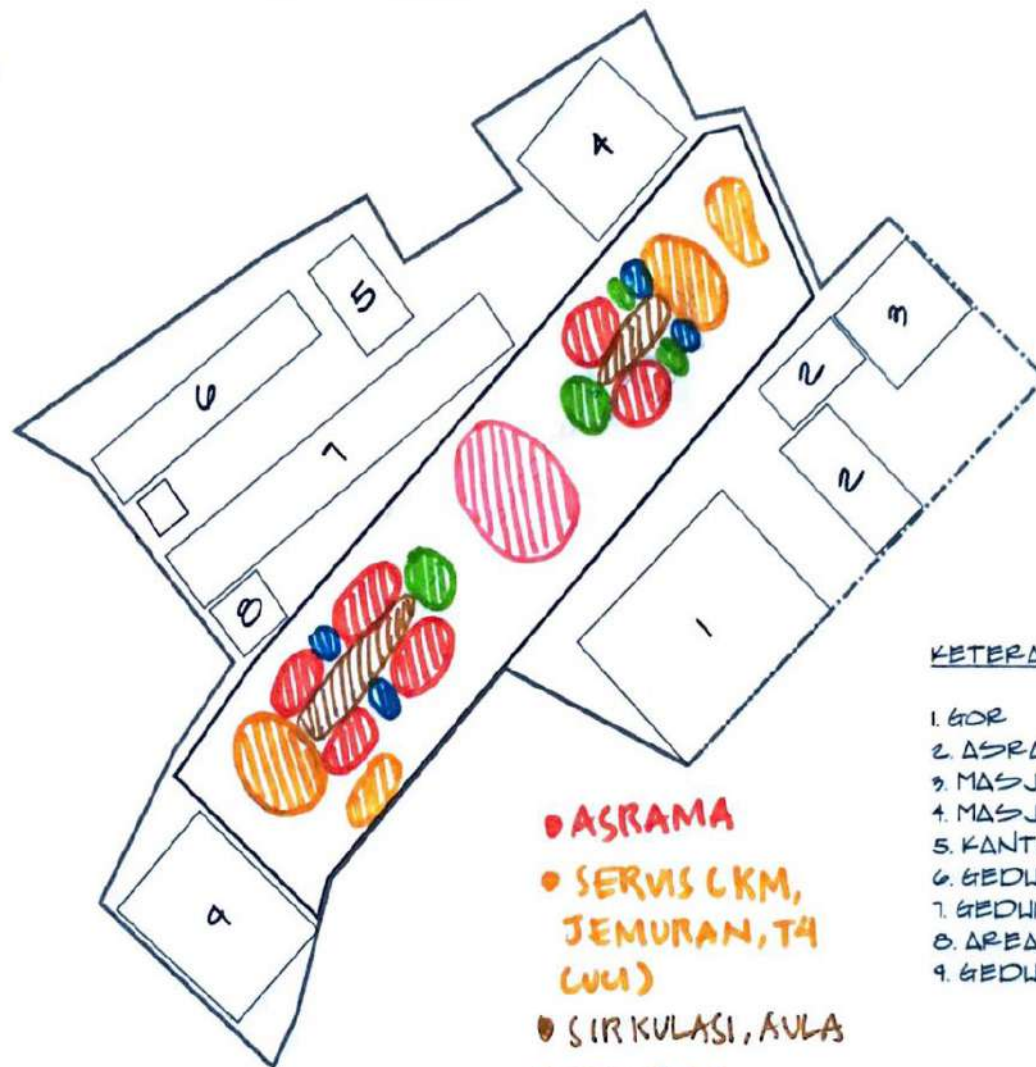 4
5
3
6
2
7
2
8
1
9
• ASRAMA
• SERVIS (KM,
JEMURAN, T4
CUCI)
• SIRKULASI, AULA
KETERA
1. GOR
2. ASRA
3. MASJ
4. MASJ
5. KANT
6. GEDU
7. GEDU
8. AREA
9. GEDU